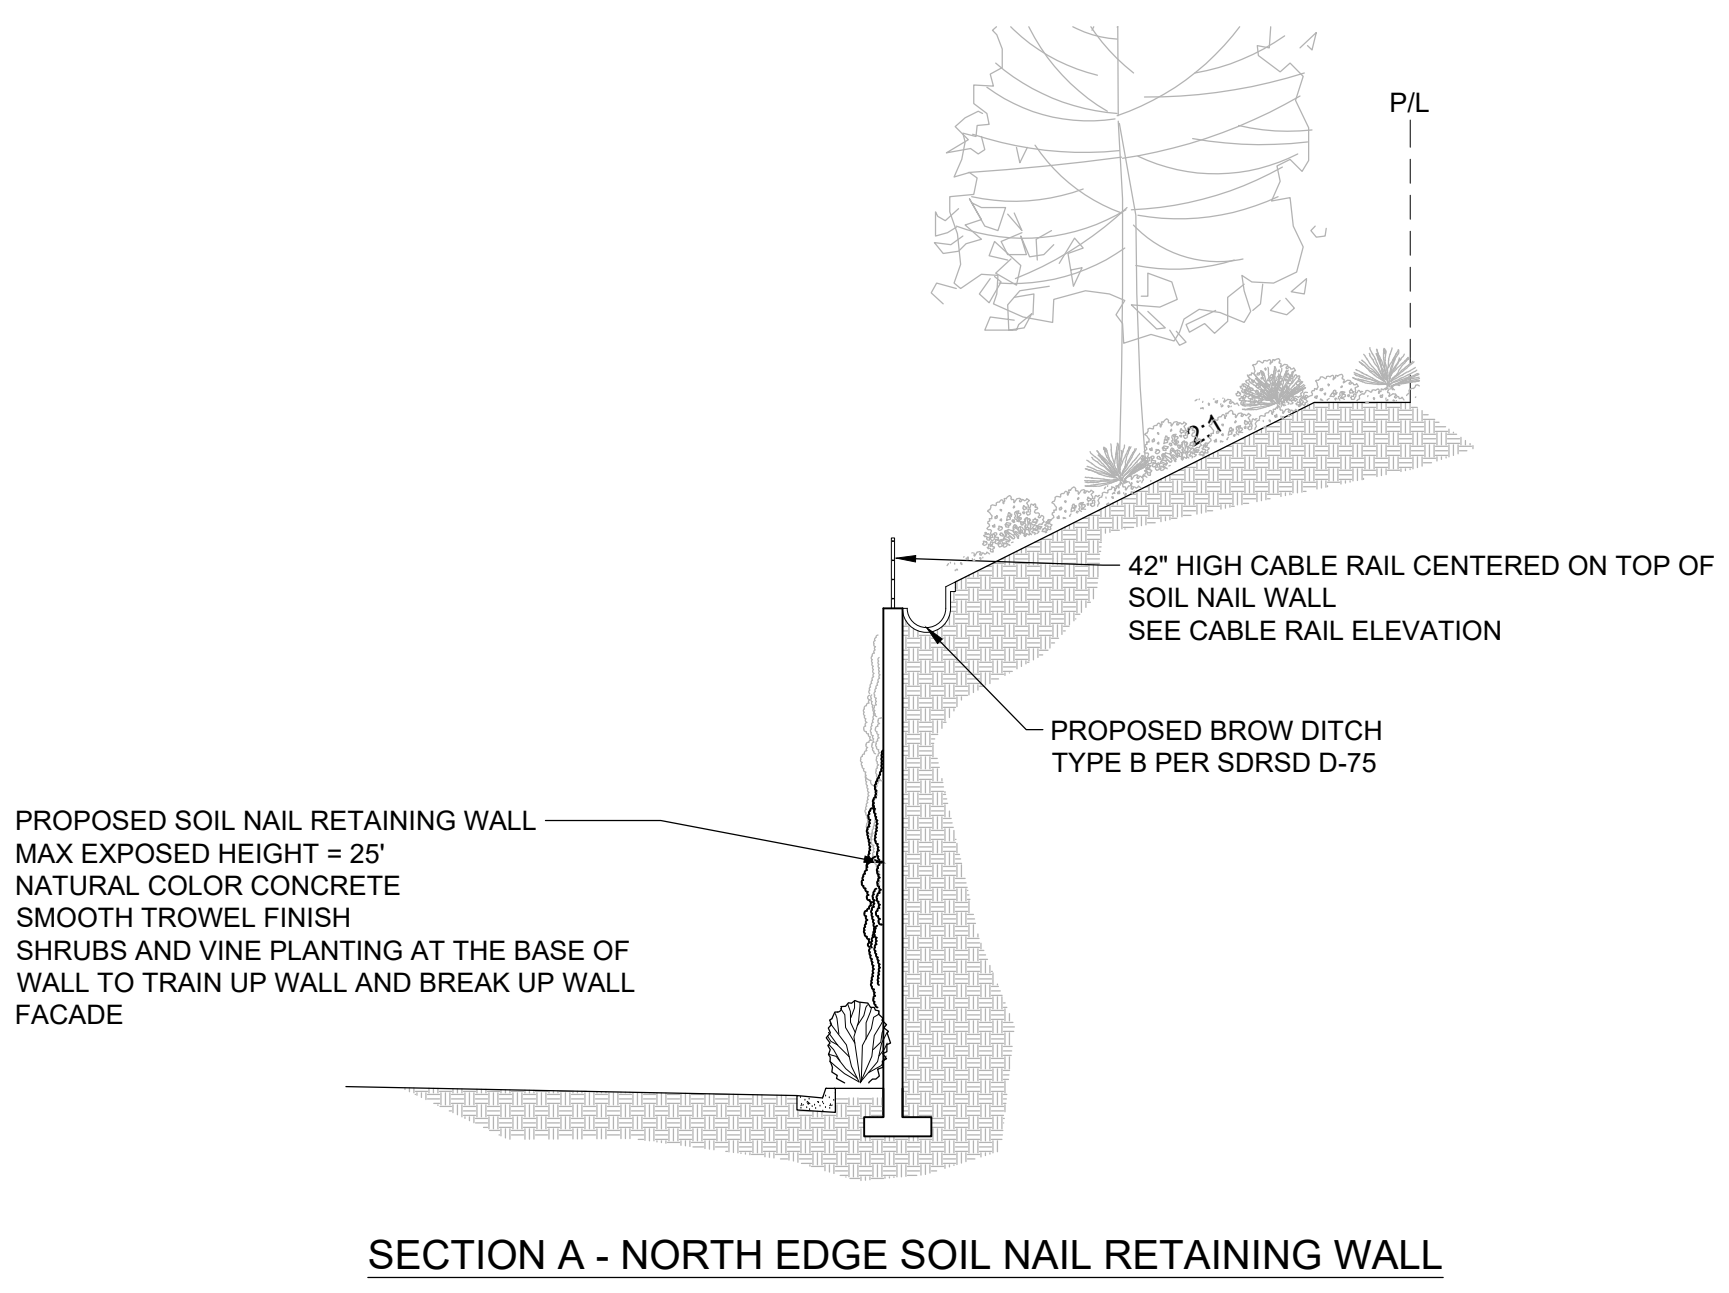 P/L
2:1
42" HIGH CABLE RAIL CENTERED ON TOP OF
SOIL NAIL WALL
SEE CABLE RAIL ELEVATION
PROPOSED BROW DITCH
TYPE B PER SDRSD D-75
PROPOSED SOIL NAIL RETAINING WALL
MAX EXPOSED HEIGHT = 25'
NATURAL COLOR CONCRETE
SMOOTH TROWEL FINISH
SHRUBS AND VINE PLANTING AT THE BASE OF
WALL TO TRAIN UP WALL AND BREAK UP WALL
FACADE
SECTION A - NORTH EDGE SOIL NAIL RETAINING WALL